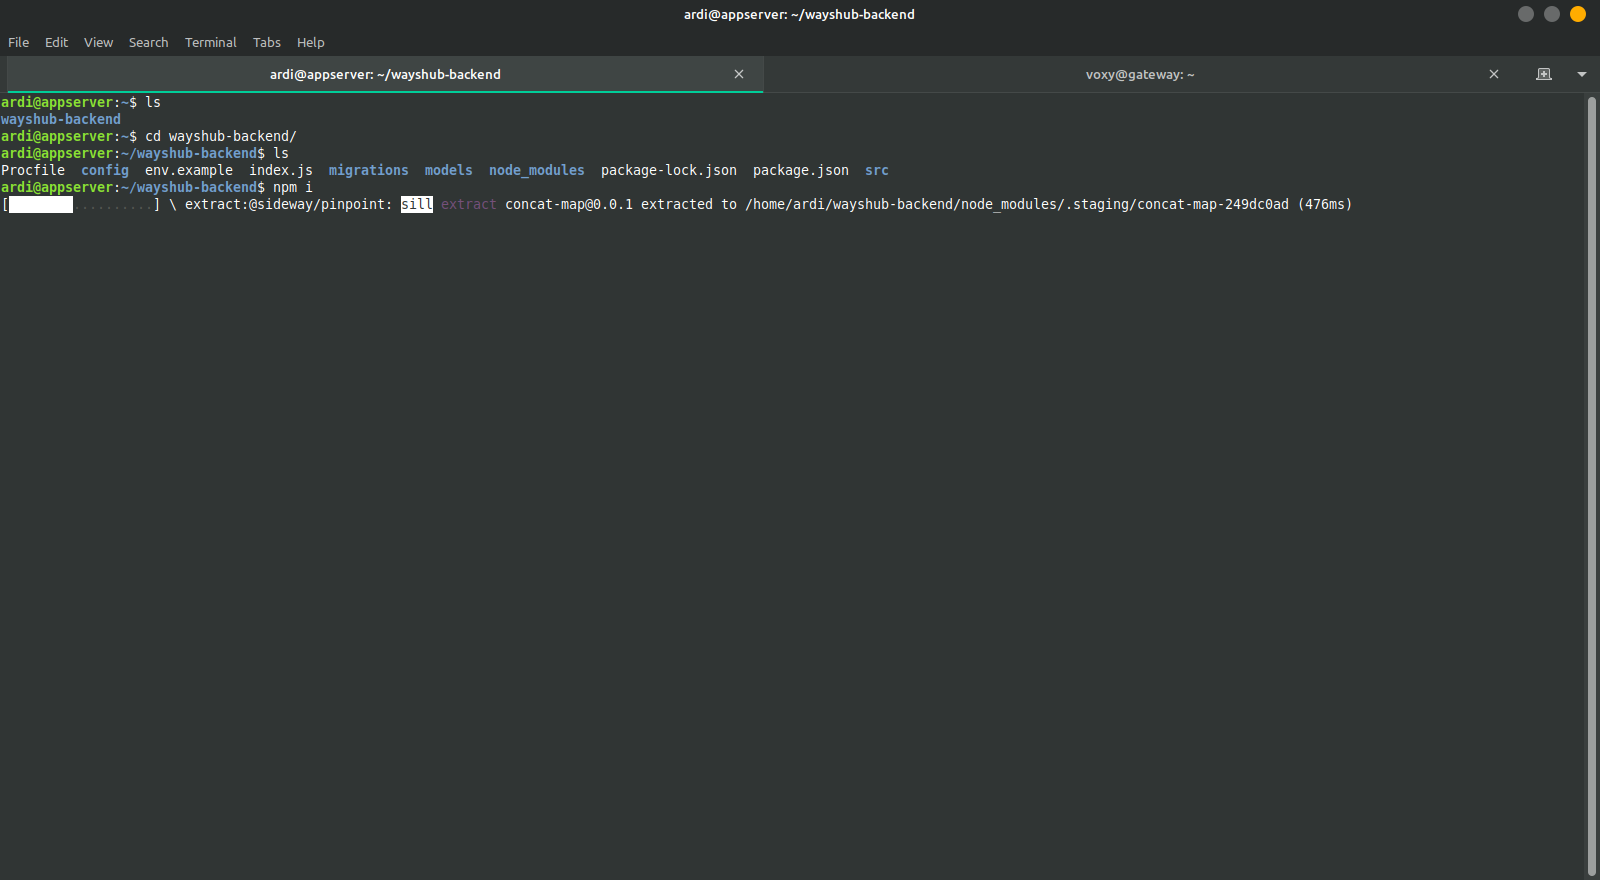 ardi@appserver: ~/wayshub-backend
File Edit View Search Terminal Tabs Help
ardi@appserver: ~/wayshub-backend × voxy@gateway: ~ ×
ardi@appserver:~$ ls
wayshub-backend
ardi@appserver:~$ cd wayshub-backend/
ardi@appserver:~/wayshub-backend$ ls
Procfile config env.example index.js migrations models node_modules package-lock.json package.json src
ardi@appserver:~/wayshub-backend$ npm i
[        ..........] \ extract:@sideway/pinpoint: sill extract concat-map@0.0.1 extracted to /home/ardi/wayshub-backend/node_modules/.staging/concat-map-249dc0ad (476ms)